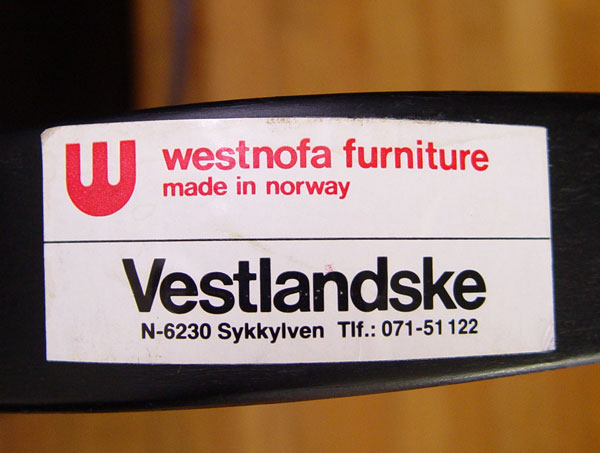 westnofa furniture
made in norway
Vestlandske
N-6230 Sykkylven Tlf.: 071-51 122